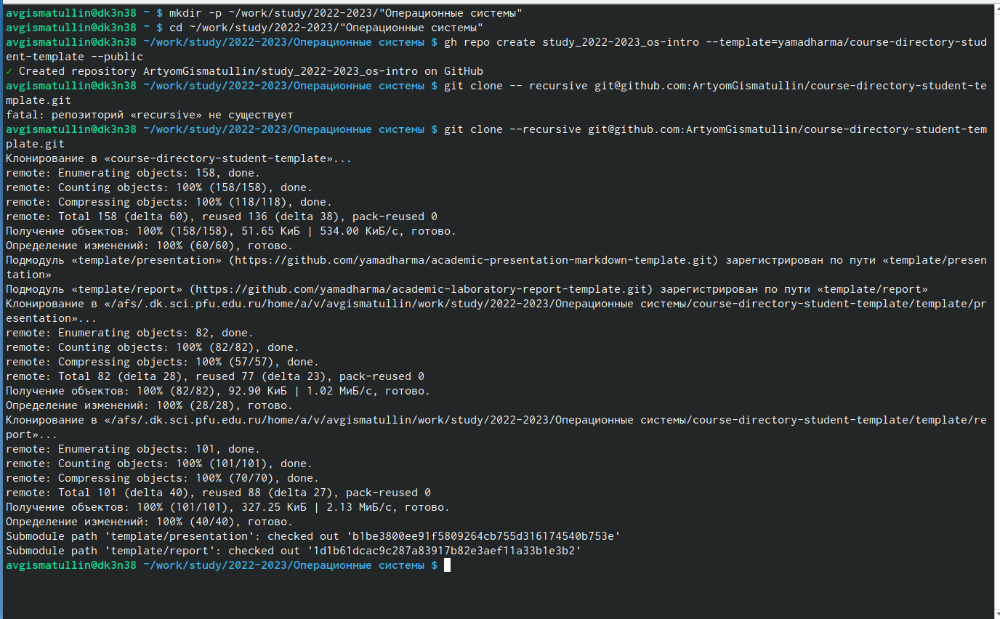 avgismatullin@dk3n38 ~ $ mkdir -p ~/work/study/2022-2023/"Операционные системы"
avgismatullin@dk3n38 ~ $ cd ~/work/study/2022-2023/"Операционные системы"
avgismatullin@dk3n38 ~/work/study/2022-2023/Операционные системы $ gh repo create study_2022-2023_os-intro --template=yamadharma/course-directory-stud
ent-template --public
✓ Created repository ArtyomGismatullin/study_2022-2023_os-intro on GitHub
avgismatullin@dk3n38 ~/work/study/2022-2023/Операционные системы $ git clone -- recursive git@github.com:ArtyomGismatullin/course-directory-student-te
mplate.git
fatal: репозиторий «recursive» не существует
avgismatullin@dk3n38 ~/work/study/2022-2023/Операционные системы $ git clone --recursive git@github.com:ArtyomGismatullin/course-directory-student-tem
plate.git
Клонирование в «course-directory-student-template»...
remote: Enumerating objects: 158, done.
remote: Counting objects: 100% (158/158), done.
remote: Compressing objects: 100% (118/118), done.
remote: Total 158 (delta 60), reused 136 (delta 38), pack-reused 0
Получение объектов: 100% (158/158), 51.65 КиБ | 534.00 КиБ/с, готово.
Определение изменений: 100% (60/60), готово.
Подмодуль «template/presentation» (https://github.com/yamadharma/academic-presentation-markdown-template.git) зарегистрирован по пути «template/presen
tation»
Подмодуль «template/report» (https://github.com/yamadharma/academic-laboratory-report-template.git) зарегистрирован по пути «template/report»
Клонирование в «/afs/.dk.sci.pfu.edu.ru/home/a/v/avgismatullin/work/study/2022-2023/Операционные системы/course-directory-student-template/template/pr
esentation»...
remote: Enumerating objects: 82, done.
remote: Counting objects: 100% (82/82), done.
remote: Compressing objects: 100% (57/57), done.
remote: Total 82 (delta 28), reused 77 (delta 23), pack-reused 0
Получение объектов: 100% (82/82), 92.90 КиБ | 1.02 МиБ/с, готово.
Определение изменений: 100% (28/28), готово.
Клонирование в «/afs/.dk.sci.pfu.edu.ru/home/a/v/avgismatullin/work/study/2022-2023/Операционные системы/course-directory-student-template/template/re
port»...
remote: Enumerating objects: 101, done.
remote: Counting objects: 100% (101/101), done.
remote: Compressing objects: 100% (70/70), done.
remote: Total 101 (delta 40), reused 88 (delta 27), pack-reused 0
Получение объектов: 100% (101/101), 327.25 КиБ | 2.13 МиБ/с, готово.
Определение изменений: 100% (40/40), готово.
Submodule path 'template/presentation': checked out 'b1be3800ee91f5809264cb755d316174540b753e'
Submodule path 'template/report': checked out '1d1b61dcac9c287a83917b82e3aef11a33b1e3b2'
avgismatullin@dk3n38 ~/work/study/2022-2023/Операционные системы $